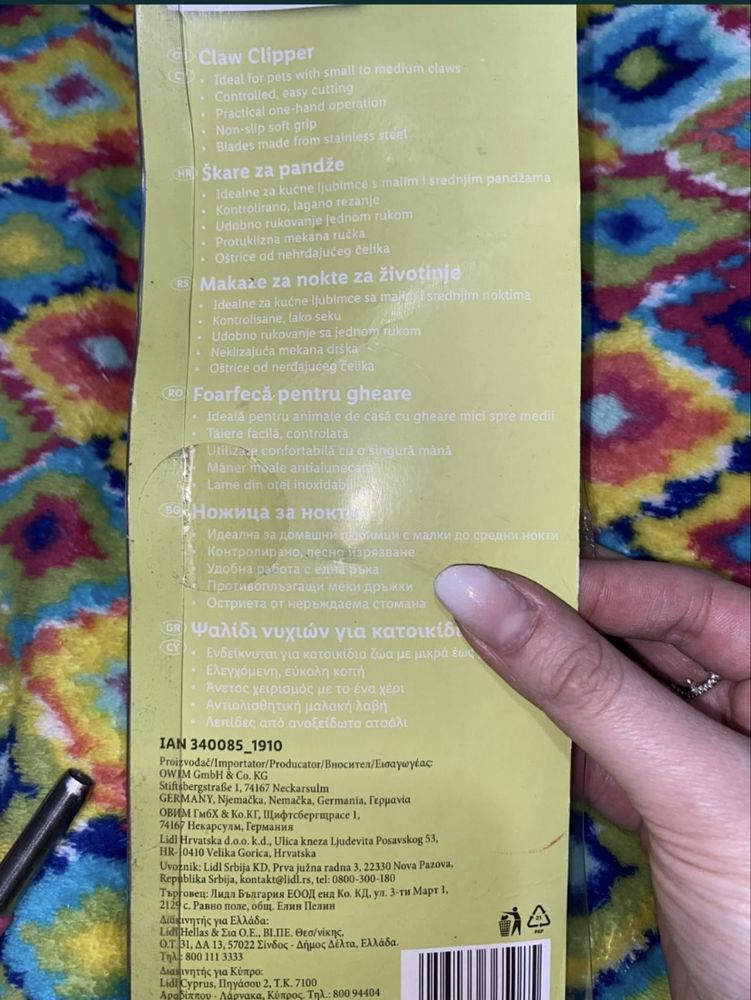 GB Claw Clipper
CY • Ideal for pets with small to medium claws
• Controlled, easy cutting
• Practical one-hand operation
• Non-slip soft grip
• Blades made from stainless steel
HR Škare za pandže
• Idealne za kućne ljubimce s malim i srednjim pandžama
• Kontrolirano, lagano rezanje
• Udobno rukovanje jednom rukom
• Protuklizna mekana ručka
• Oštrice od nehrđajućeg čelika
RS Makaze za nokte za životinje
• Idealne za kućne ljubimce sa malim i srednjim noktima
• Kontrolisane, lako seku
• Udobno rukovanje sa jednom rukom
• Neklizajuća mekana drška
• Oštrice od nerđajućeg čelika
RO Foarfecă pentru gheare
• Ideală pentru animale de casă cu gheare mici spre medii
• Tăiere facilă, controlată
• Utilizare confortabilă cu o singură mână
• Mâner moale antialunecare
• Lame din oțel inoxidabil
BG Ножица за нокти
• Идеална за домашни любимци с малки до средни нокти
• Контролирано, лесно изрязване
• Удобна работа с една ръка
• Противоплъзгащи меки дръжки
• Остриета от неръждаема стомана
GR Ψαλίδι νυχιών για κατοικίδι
CY • Ενδείκνυται για κατοικίδια ζώα με μικρά έως
• Ελεγχόμενη, εύκολη κοπή
• Άνετος χειρισμός με το ένα χέρι
• Αντιολισθητική μαλακή λαβή
• Λεπίδες από ανοξείδωτο ατσάλι
IAN 340085_1910
Proizvođač/Importator/Producator/Вносител/Εισαγωγέας:
OWIM GmbH & Co. KG
Stiftsbergstraße 1, 74167 Neckarsulm
GERMANY, Njemačka, Nemačka, Germania, Германия
ОВИМ ГмбХ & Ко.КГ, Щифтсбергщрасе 1,
74167 Некарсулм, Германия
Lidl Hrvatska d.o.o. k.d., Ulica kneza Ljudevita Posavskog 53,
HR-10410 Velika Gorica, Hrvatska
Uvoznik: Lidl Srbija KD, Prva južna radna 3, 22330 Nova Pazova,
Republika Srbija, kontakt@lidl.rs, tel: 0800-300-180
Търговец: Лидл България ЕООД енд Ко. КД, ул. 3-ти Март 1,
2129 с. Равно поле, общ. Елин Пелин
Διακινητής για Ελλάδα:
Lidl Hellas & Σια Ο.Ε., ΒΙ.ΠΕ. Θεσ/νίκης,
Ο.Τ. 31, ΔΑ 13, 57022 Σίνδος - Δήμος Δέλτα, Ελλάδα.
Τηλ: 800 111 3333
Διακινητής για Κύπρο:
Lidl Cyprus, Πηγάσου 2, Τ.Κ. 7100
Αραδίππου - Λάρνακα, Κύπρος. Τηλ.: 800 94404
21
PAP